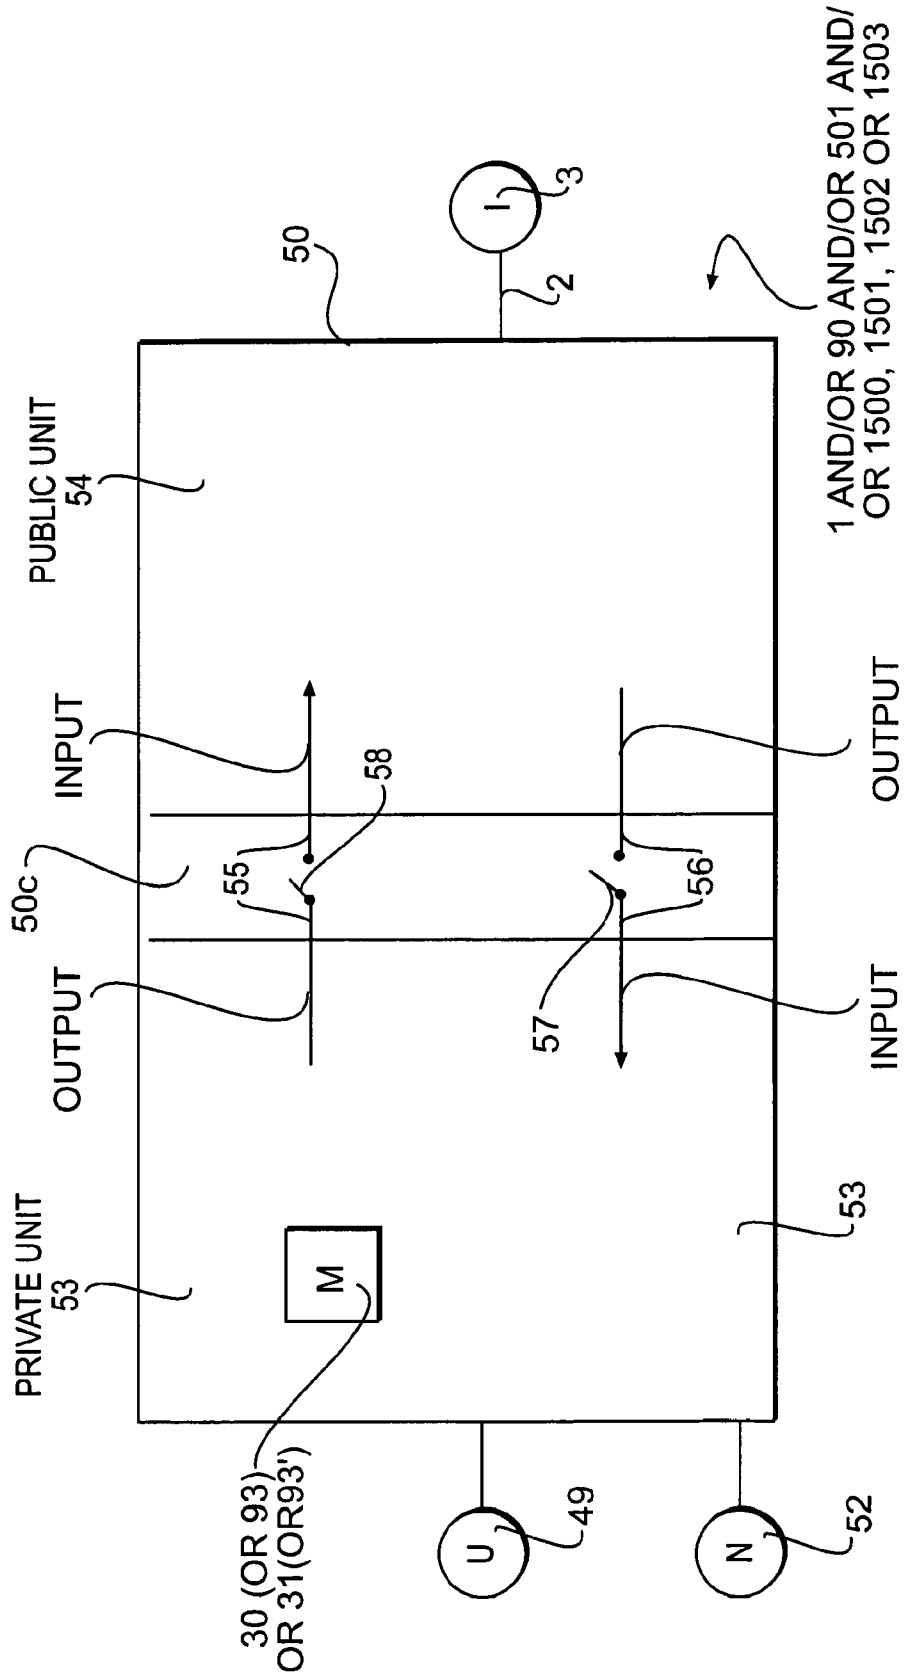 PRIVATE UNIT
53
OUTPUT
50c
INPUT
PUBLIC UNIT
54
50
55
58
M
30 (OR 93)
OR 31(OR93')
I
3
2
U
49
57
56
N
52
53
INPUT
OUTPUT
1 AND/OR 90 AND/OR 501 AND/
OR 1500, 1501, 1502 OR 1503